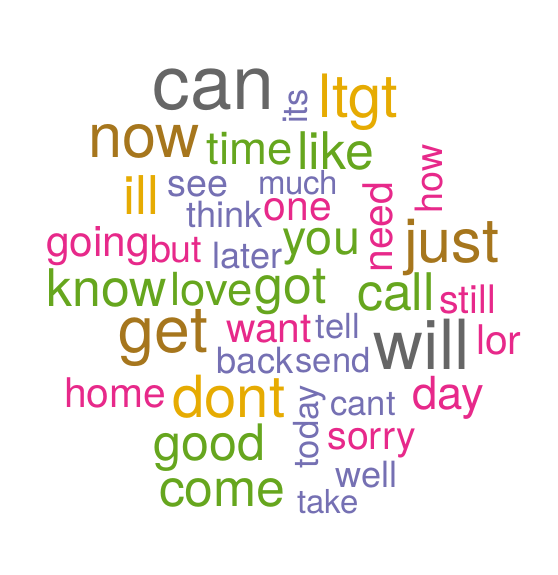 can its ltgt
now time like how
ill see much need
think one
going but later you just
know love got call still
get want tell will lor
back send
home dont today cant day
good sorry
come well
take